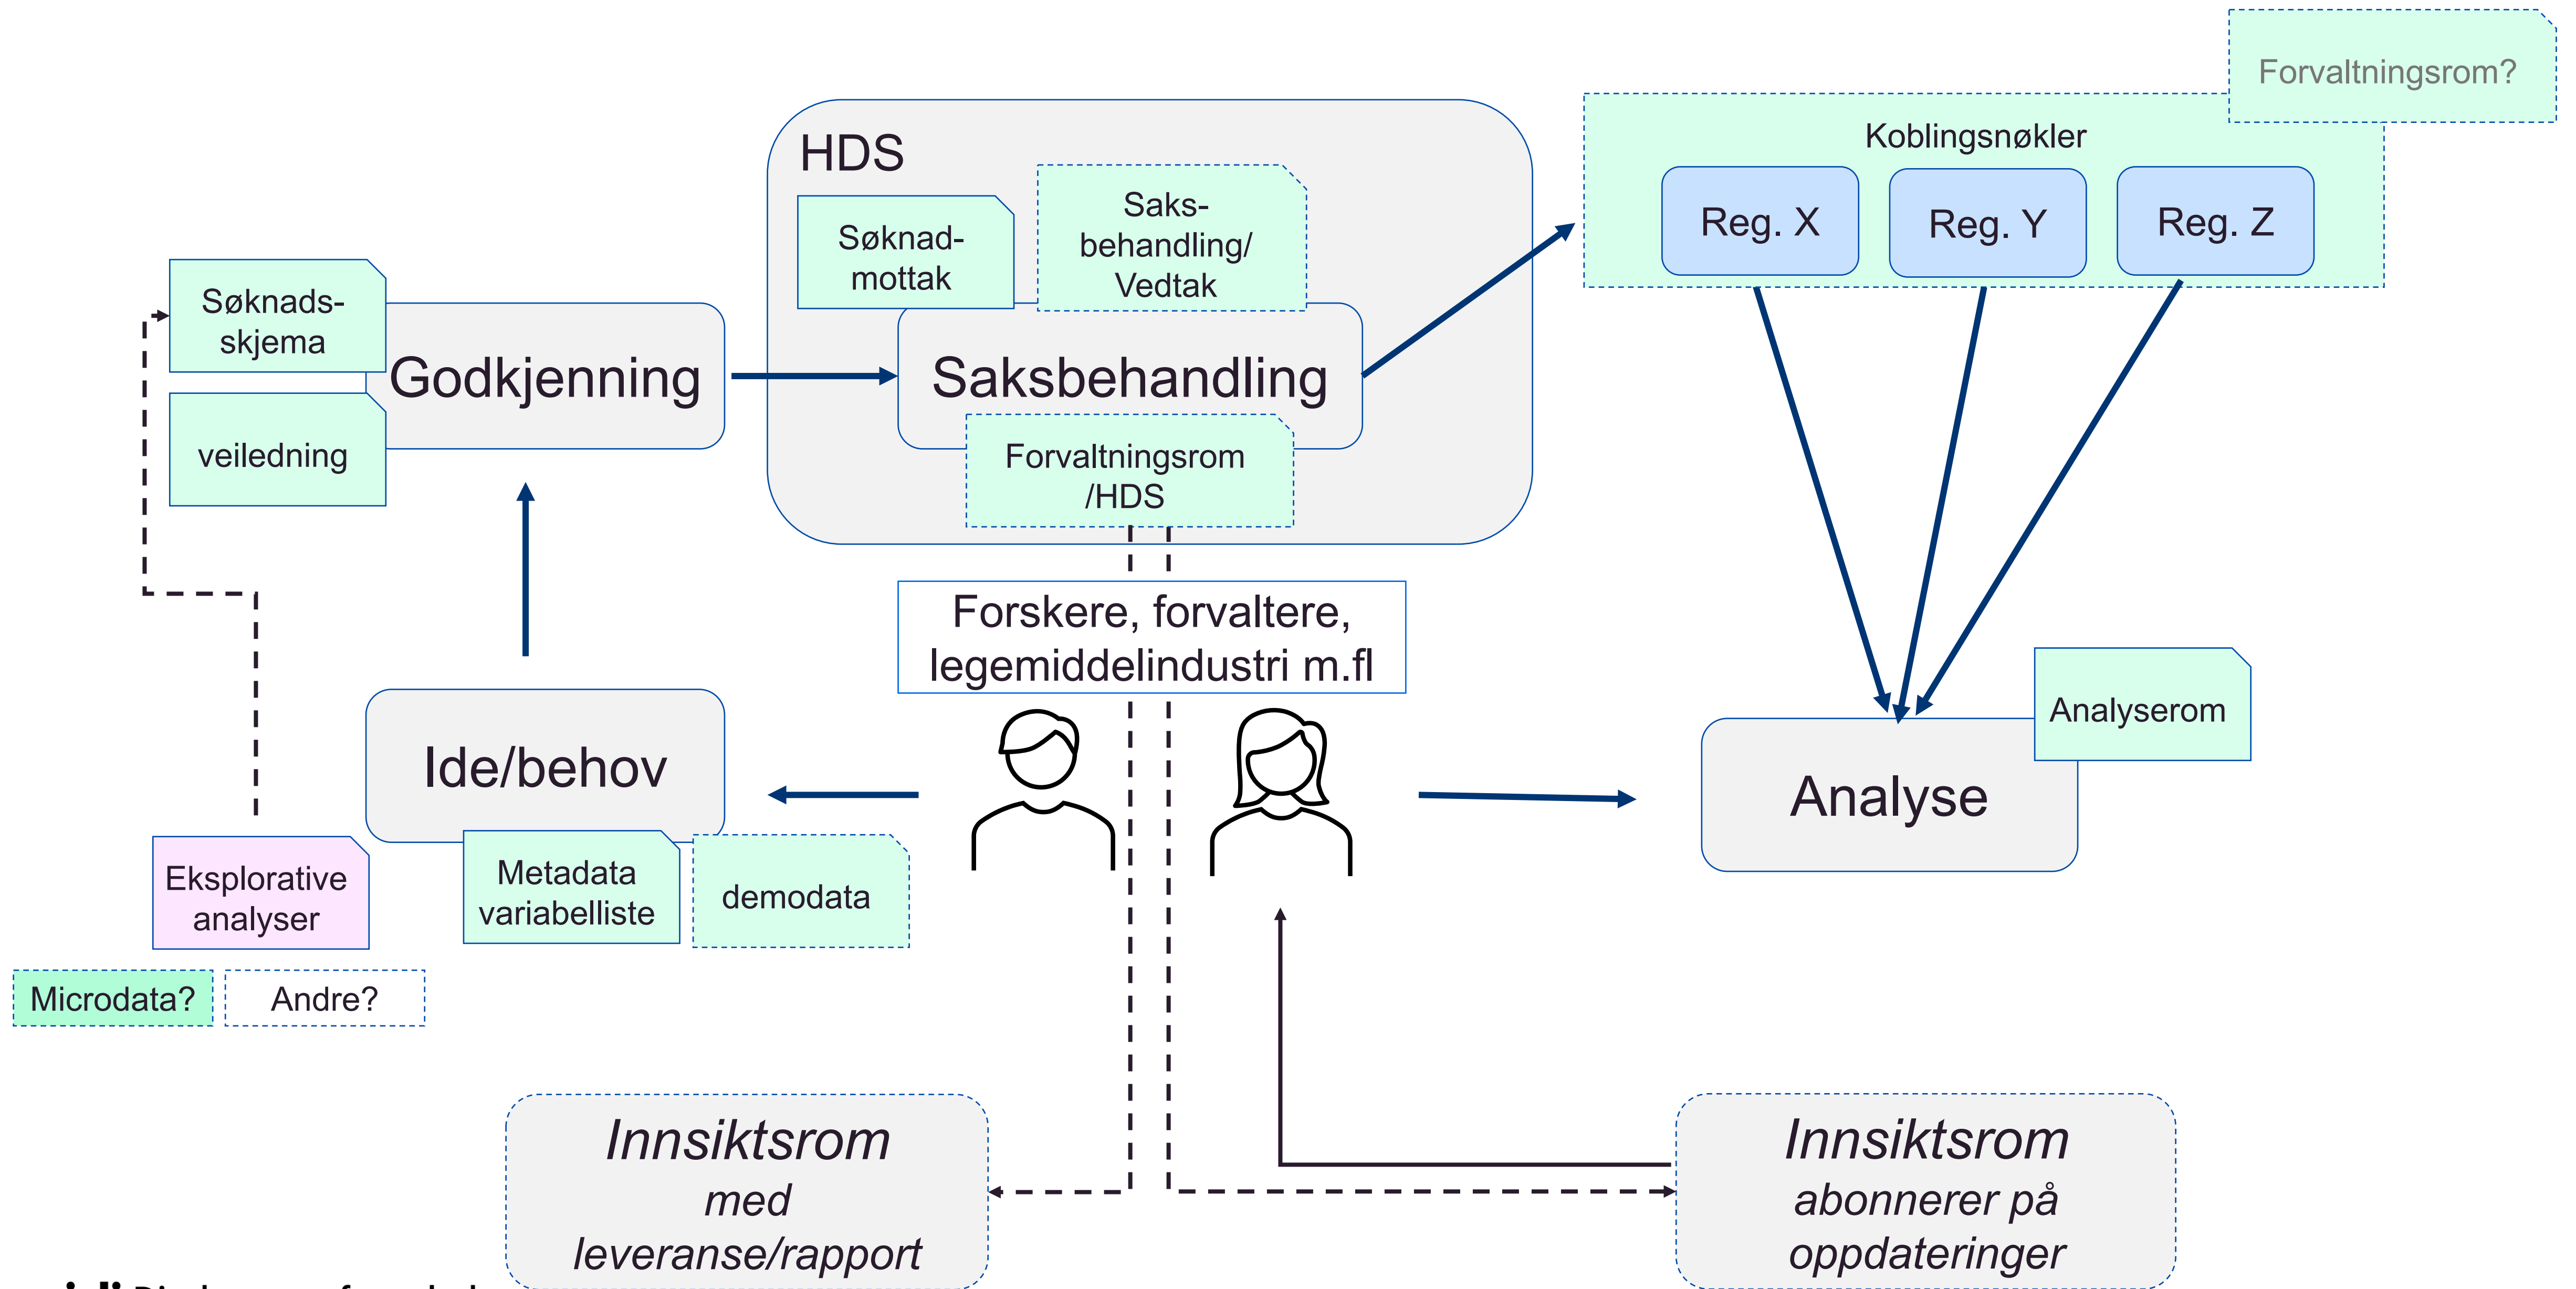 Forvaltningsrom?
Koblingsnøkler
Reg. X
Reg. Y
Reg. Z
HDS
Søknad-
mottak
Saks-
behandling/
Vedtak
Saksbehandling
Forvaltningsrom
/HDS
Søknads-
skjema
veiledning
Godkjenning
Forskere, forvaltere,
legemiddelindustri m.fl
Ide/behov
Metadata
variabelliste
demodata
Eksplorative
analyser
Microdata?
Andre?
Analyserom
Analyse
Innsiktsrom
med
leveranse/rapport
Innsiktsrom
abonnerer på
oppdateringer